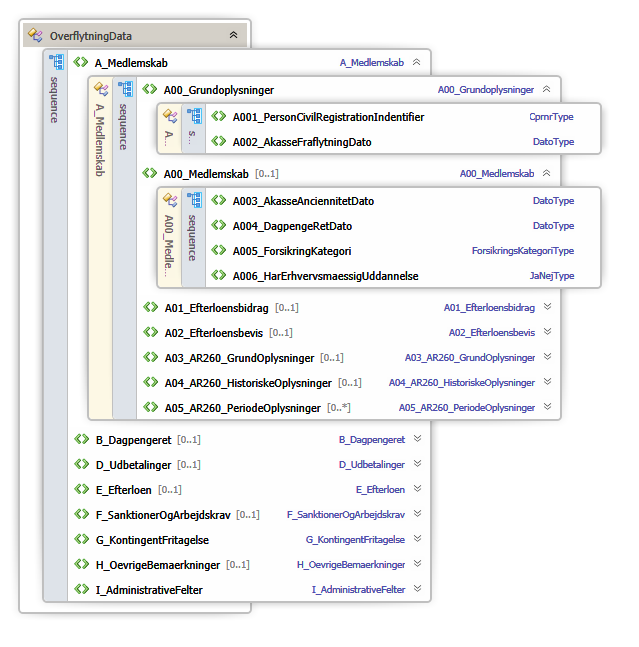 OverflytningData
sequence
A_Medlemskab A_Medlemskab
A_Medlemskab
sequence
A00_Grundoplysninger A00_Grundoplysninger
A...
s...
A001_PersonCivilRegistrationIndentifier CprnrType
A002_AkasseFraflytningDato DatoType
A00_Medlemskab [0..1] A00_Medlemskab
A00_Medle...
sequence
A003_AkasseAnciennitetDato DatoType
A004_DagpengeRetDato DatoType
A005_ForsikringKategori ForsikringsKategoriType
A006_HarErhvervsmaessigUddannelse JaNejType
A01_Efterloensbidrag [0..1] A01_Efterloensbidrag
A02_Efterloensbevis [0..1] A02_Efterloensbevis
A03_AR260_GrundOplysninger [0..1] A03_AR260_GrundOplysninger
A04_AR260_HistoriskeOplysninger [0..1] A04_AR260_HistoriskeOplysninger
A05_AR260_PeriodeOplysninger [0..*] A05_AR260_PeriodeOplysninger
B_Dagpengeret [0..1] B_Dagpengeret
D_Udbetalinger [0..1] D_Udbetalinger
E_Efterloen [0..1] E_Efterloen
F_SanktionerOgArbejdskrav [0..1] F_SanktionerOgArbejdskrav
G_KontingentFritagelse G_KontingentFritagelse
H_OevrigeBemaerkninger [0..1] H_OevrigeBemaerkninger
I_AdministrativeFelter I_AdministrativeFelter